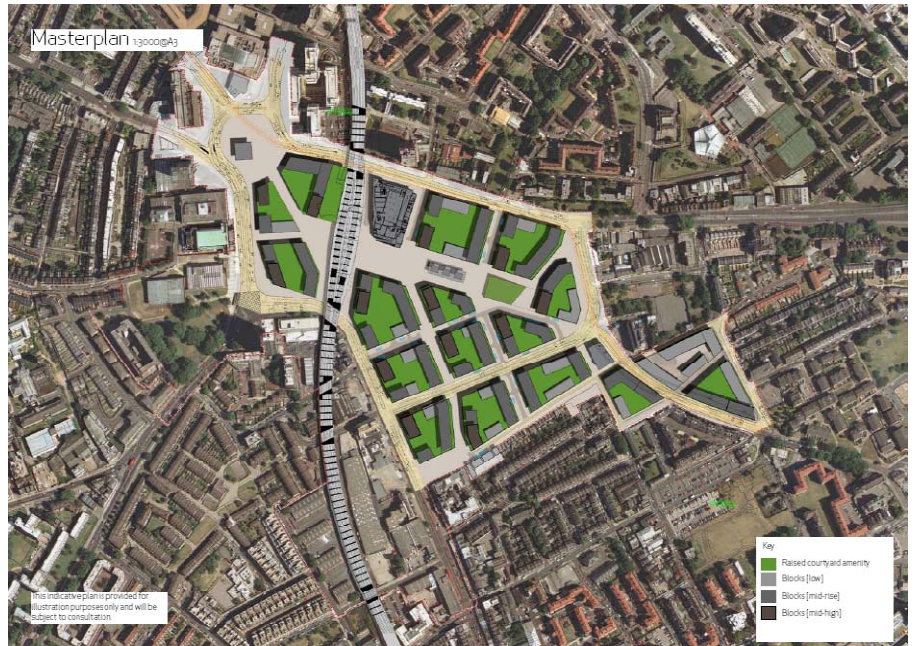 Masterplan 1:3000@A3
Key
Raised courtyard amenity
Blocks [low]
Blocks [mid-rise]
Blocks [mid-high]
This indicative plan is provided for
illustration purposes only and will be
subject to consultation.